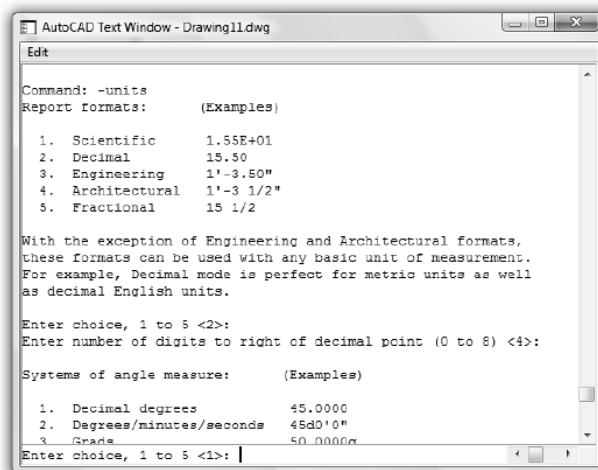 AutoCAD Text Window - Drawing11.dwg
Edit
Command: -units
Report formats: (Examples)
1. Scientific 1.55E+01
2. Decimal 15.50
3. Engineering 1'-3.50"
4. Architectural 1'-3 1/2"
5. Fractional 15 1/2
With the exception of Engineering and Architectural formats,
these formats can be used with any basic unit of measurement.
For example, Decimal mode is perfect for metric units as well
as decimal English units.
Enter choice, 1 to 5 <2>:
Enter number of digits to right of decimal point (0 to 8) <4>:
Systems of angle measure: (Examples)
1. Decimal degrees 45.0000
2. Degrees/minutes/seconds 45d0'0"
3. Grads 50.0000g
Enter choice, 1 to 5 <1>: